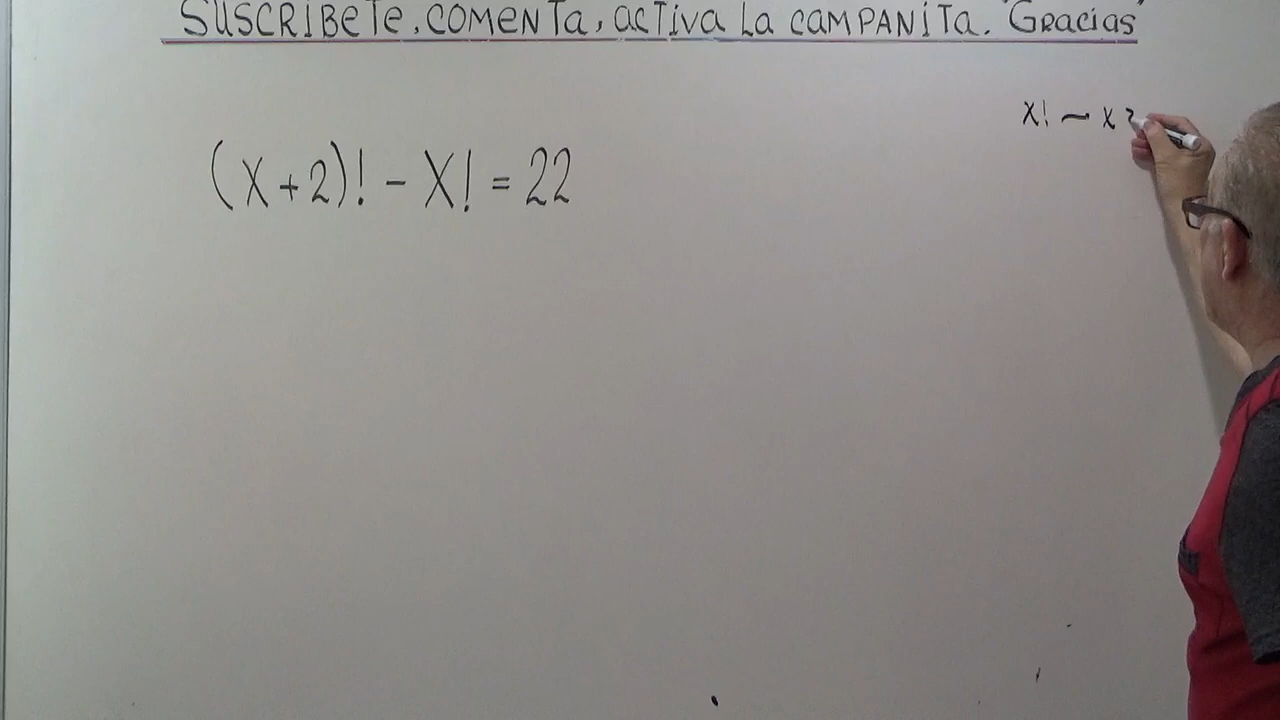 SUSCRIBETE, COMENTA, ACTIVA LA CAMPANITA. "GRACIAS"
X! - X
(X+2)! - X! = 22